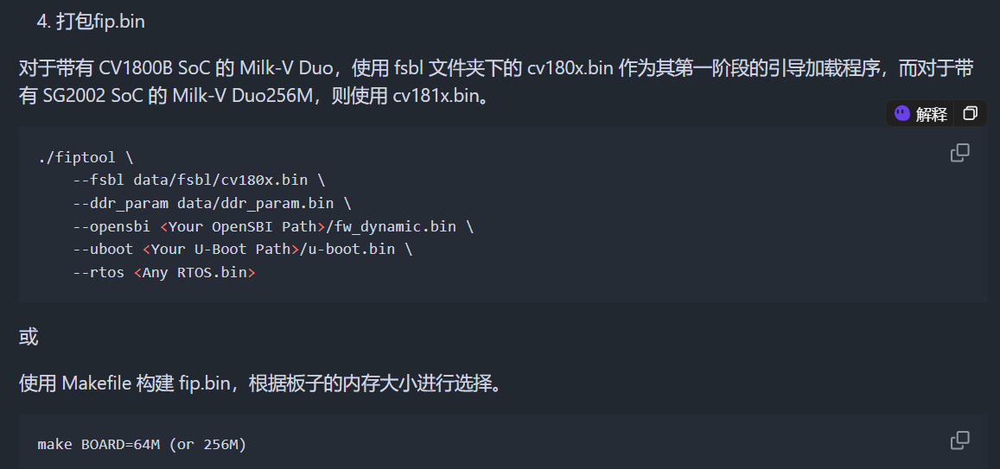 4. 打包fip.bin
对于带有 CV1800B SoC 的 Milk-V Duo，使用 fsbl 文件夹下的 cv180x.bin 作为其第一阶段的引导加载程序，而对于带
有 SG2002 SoC 的 Milk-V Duo256M，则使用 cv181x.bin。
解释
./fiptool \
    --fsbl data/fsbl/cv180x.bin \
    --ddr_param data/ddr_param.bin \
    --opensbi <Your OpenSBI Path>/fw_dynamic.bin \
    --uboot <Your U-Boot Path>/u-boot.bin \
    --rtos <Any RTOS.bin>
或
使用 Makefile 构建 fip.bin，根据板子的内存大小进行选择。
make BOARD=64M (or 256M)